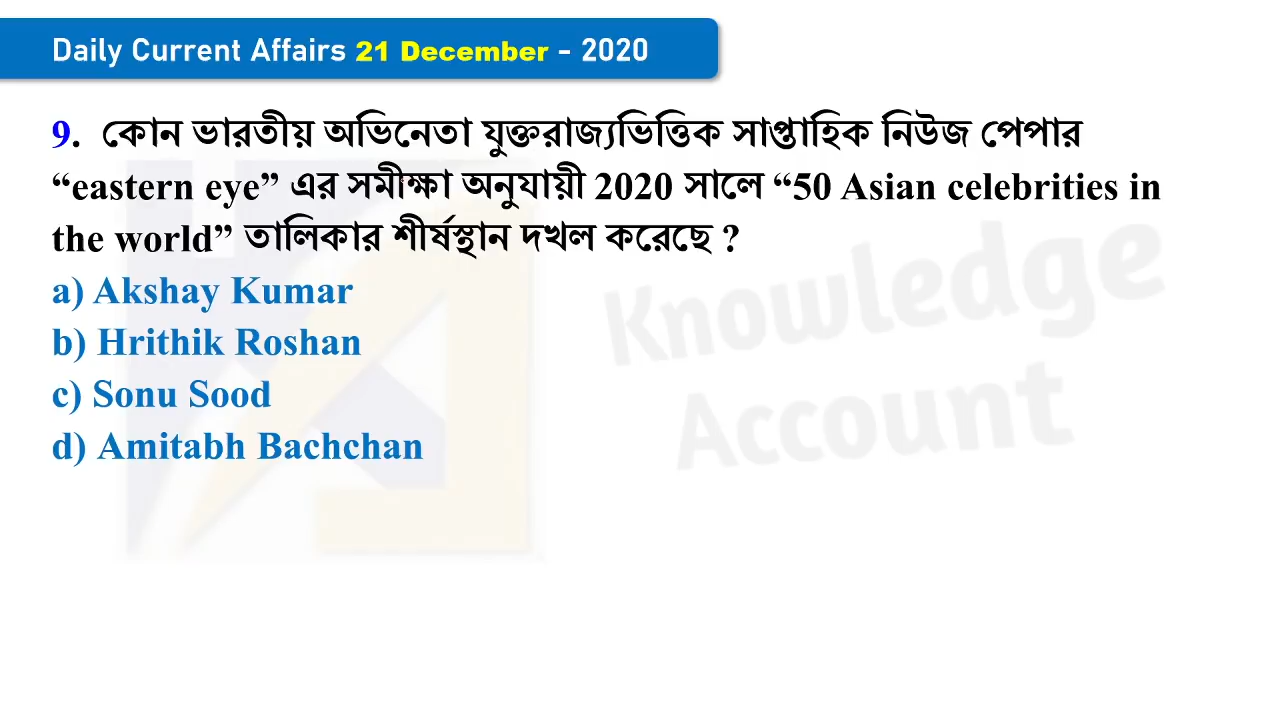 Daily Current Affairs 21 December - 2020
9. কোন ভারতীয় অভিনেতা যুক্তরাজ্যভিত্তিক সাপ্তাহিক নিউজ পেপার
“eastern eye” এর সমীক্ষা অনুযায়ী 2020 সালে “50 Asian celebrities in
the world” তালিকার শীর্ষস্থান দখল করেছে ?
a) Akshay Kumar
b) Hrithik Roshan
c) Sonu Sood
d) Amitabh Bachchan
Knowledge
Account